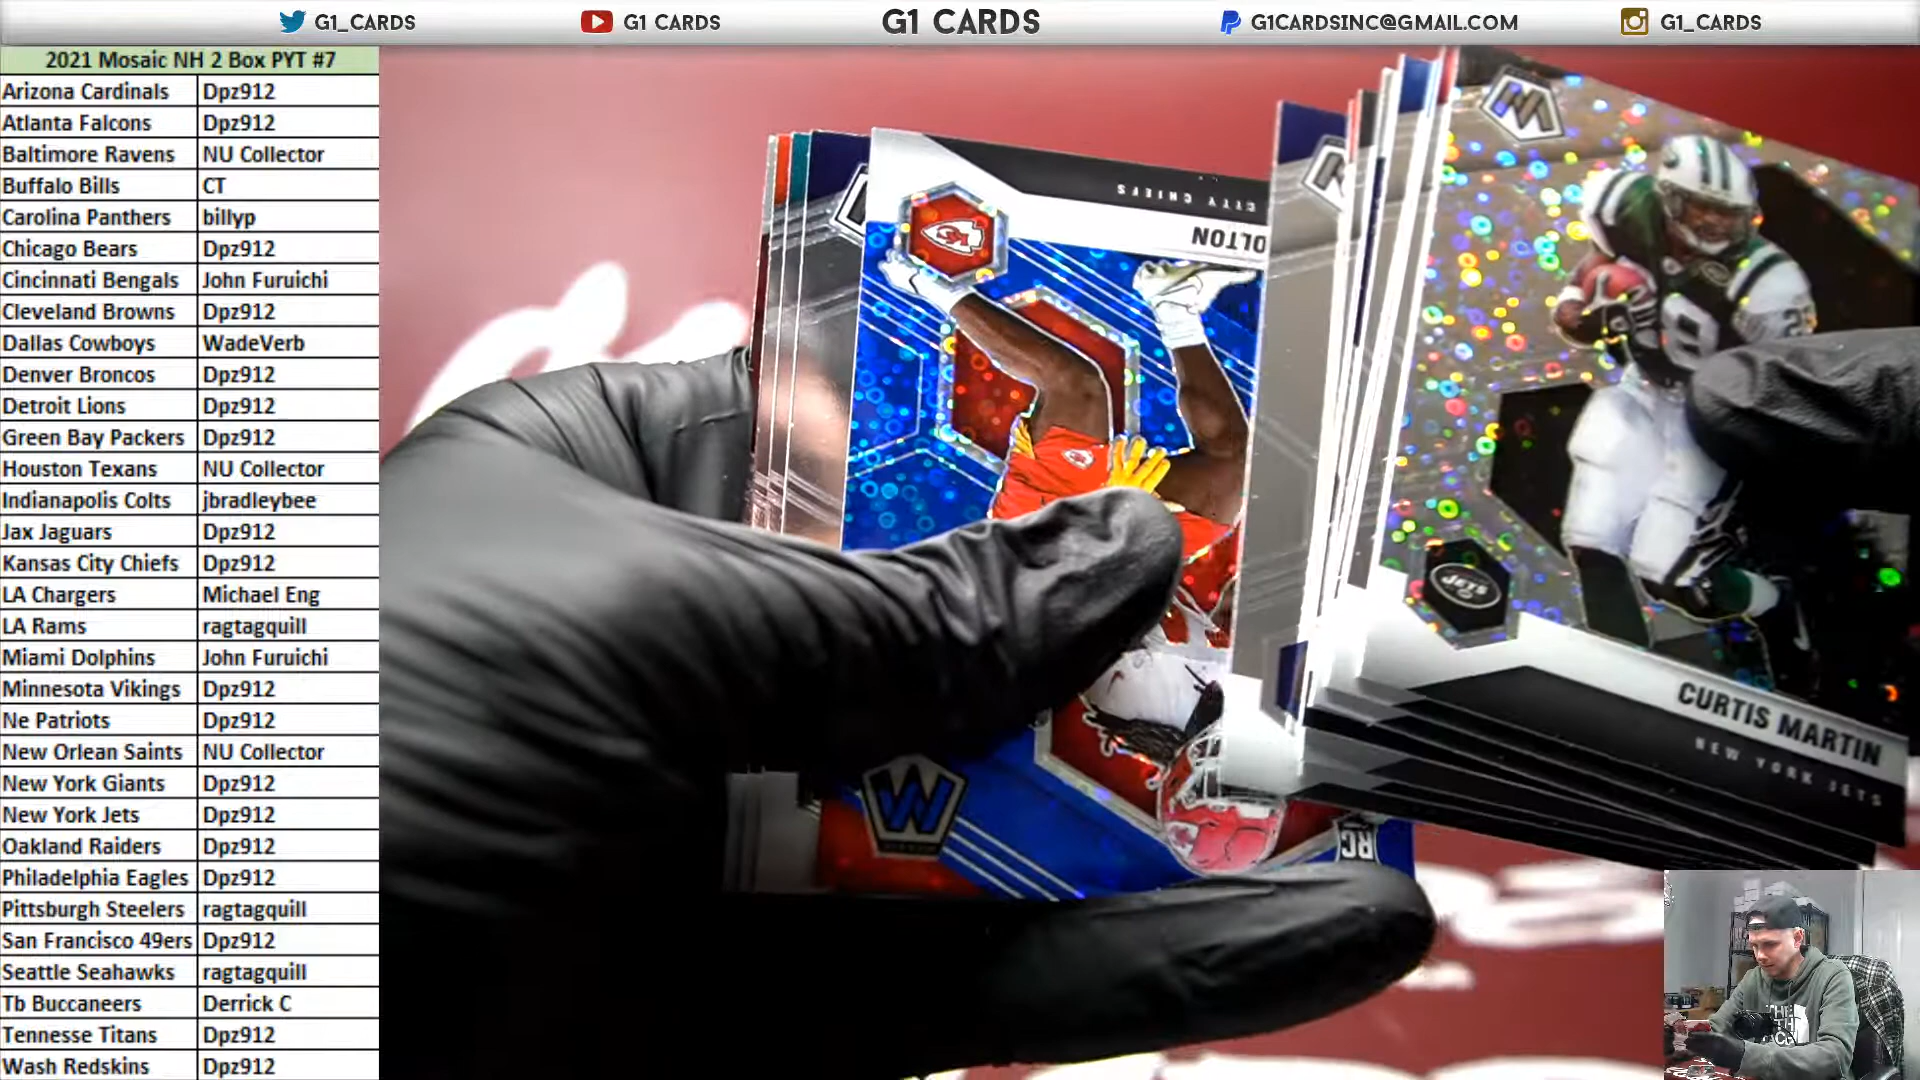 G1_CARDS
G1 CARDS
G1 CARDS
G1CARDSINC@GMAIL.COM
G1_CARDS
2021 Mosaic NH 2 Box PYT #7
Arizona Cardinals Dpz912
Atlanta Falcons Dpz912
Baltimore Ravens NU Collector
Buffalo Bills CT
Carolina Panthers billyp
Chicago Bears Dpz912
Cincinnati Bengals John Furuichi
Cleveland Browns Dpz912
Dallas Cowboys WadeVerb
Denver Broncos Dpz912
Detroit Lions Dpz912
Green Bay Packers Dpz912
Houston Texans NU Collector
Indianapolis Colts jbradleybee
Jax Jaguars Dpz912
Kansas City Chiefs Dpz912
LA Chargers Michael Eng
LA Rams ragtagquill
Miami Dolphins John Furuichi
Minnesota Vikings Dpz912
Ne Patriots Dpz912
New Orlean Saints NU Collector
New York Giants Dpz912
New York Jets Dpz912
Oakland Raiders Dpz912
Philadelphia Eagles Dpz912
Pittsburgh Steelers ragtagquill
San Francisco 49ers Dpz912
Seattle Seahawks ragtagquill
Tb Buccaneers Derrick C
Tennesse Titans Dpz912
Wash Redskins Dpz912
CITY CHIEFS
OLTON
KC
RC
JETS
CURTIS MARTIN
NEW YORK JETS